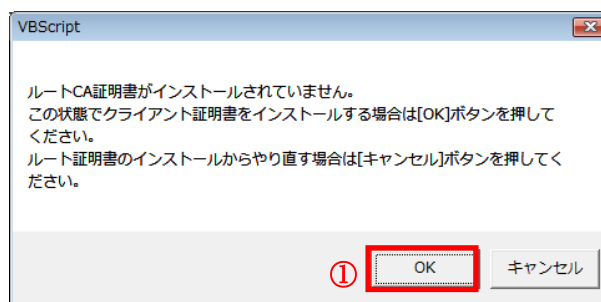 VBScript
ルートCA証明書がインストールされていません。
この状態でクライアント証明書をインストールする場合は[OK]ボタンを押して
ください。
ルート証明書のインストールからやり直す場合は[キャンセル]ボタンを押してく
ださい。
① OK キャンセル